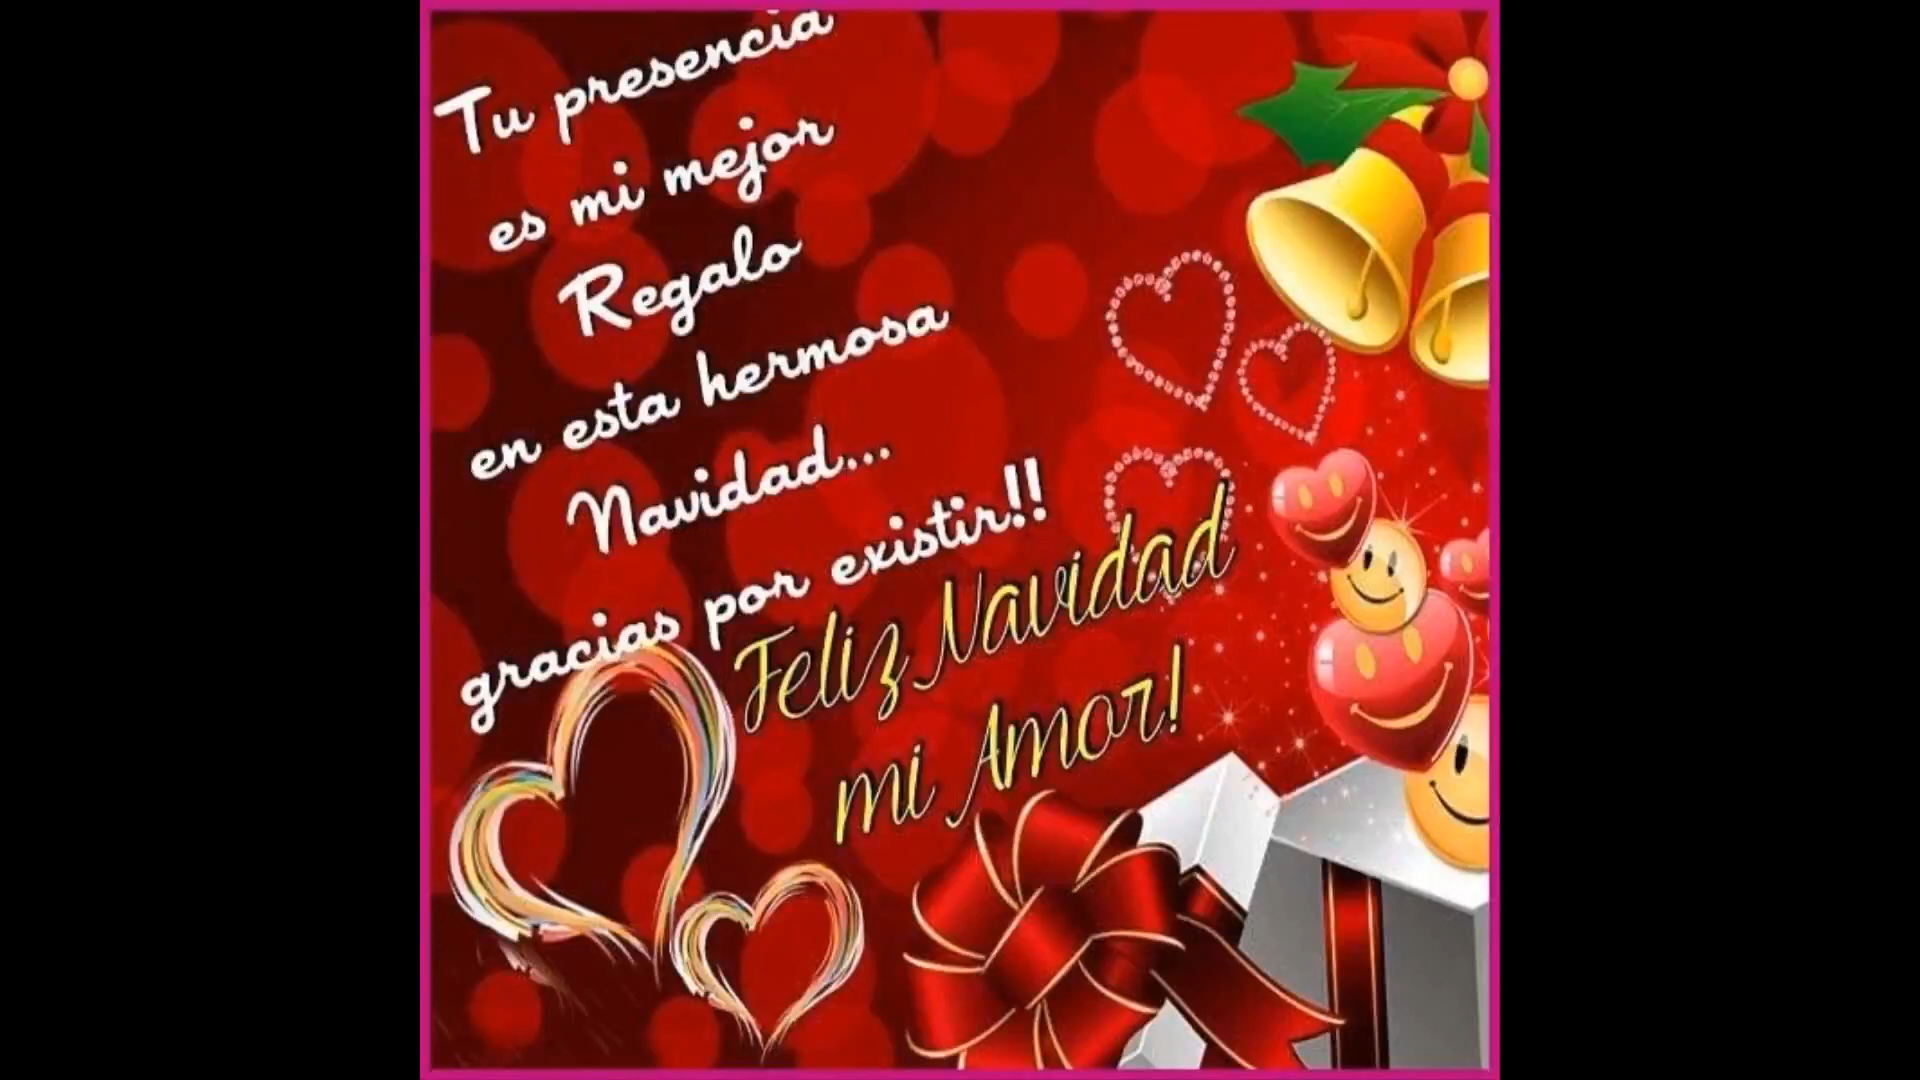 Tu presencia
es mi mejor
Regalo
en esta hermosa
Navidad...
gracias por existir!!
Feliz Navidad
mi Amor!